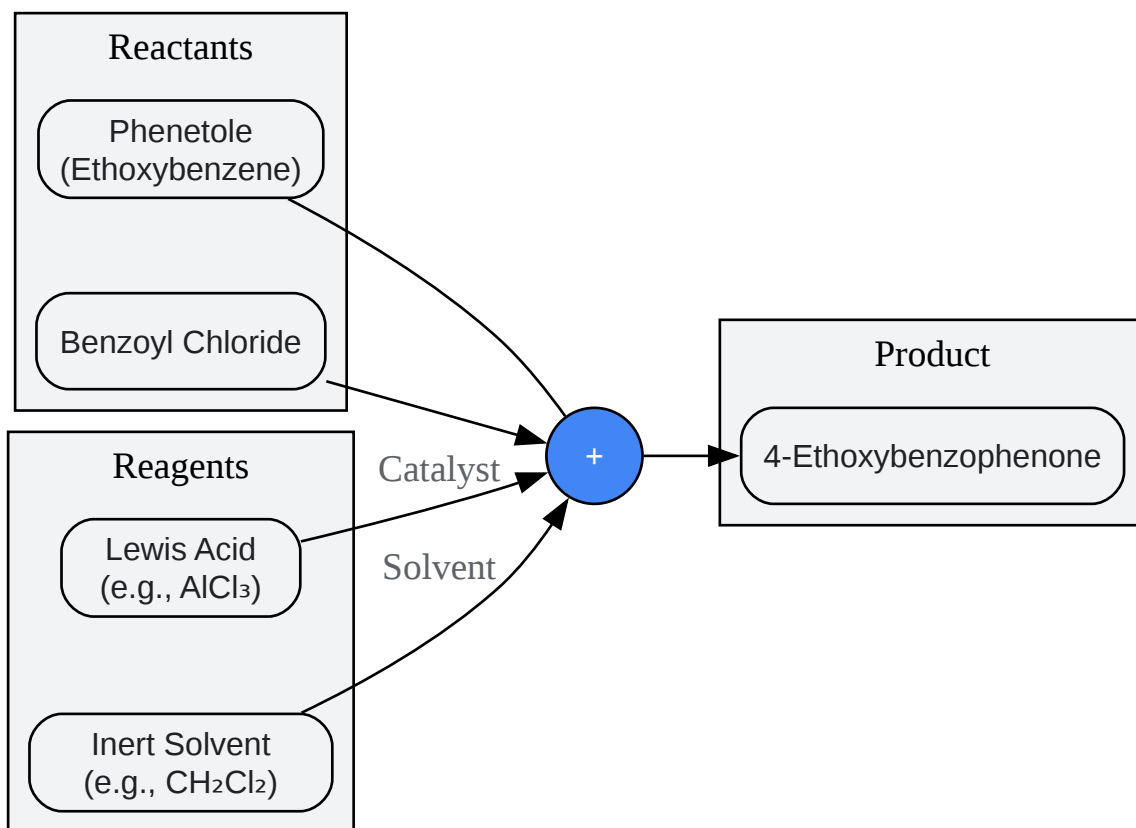 Reactants
Phenetole
(Ethoxybenzene)
Benzoyl Chloride
Reagents
Lewis Acid
(e.g., AlCl₃)
Inert Solvent
(e.g., CH₂Cl₂)
Catalyst
Solvent
+
Product
4-Ethoxybenzophenone